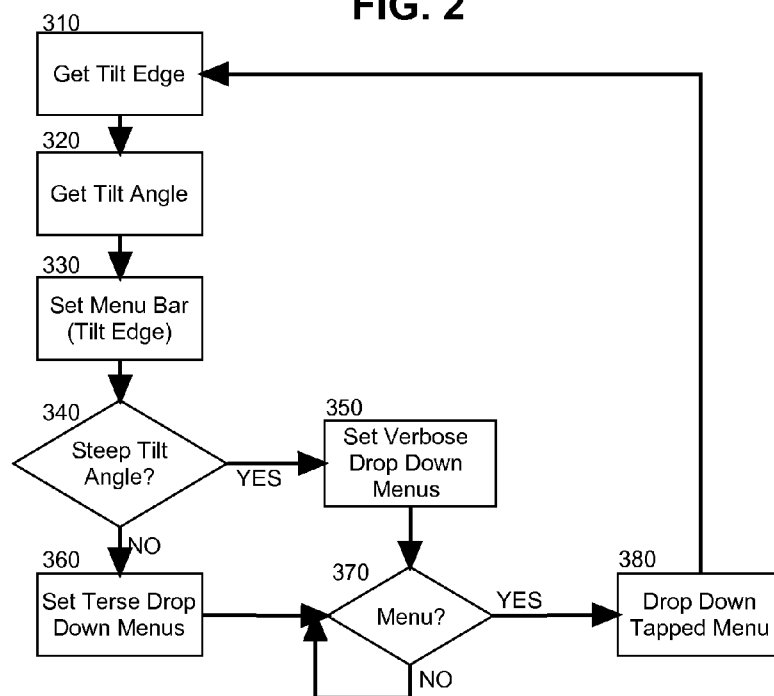 FIG. 2
310
Get Tilt Edge
320
Get Tilt Angle
330
Set Menu Bar
(Tilt Edge)
340
Steep Tilt
Angle?
YES
350
Set Verbose
Drop Down
Menus
NO
360
Set Terse Drop
Down Menus
370
Menu?
YES
NO
380
Drop Down
Tapped Menu